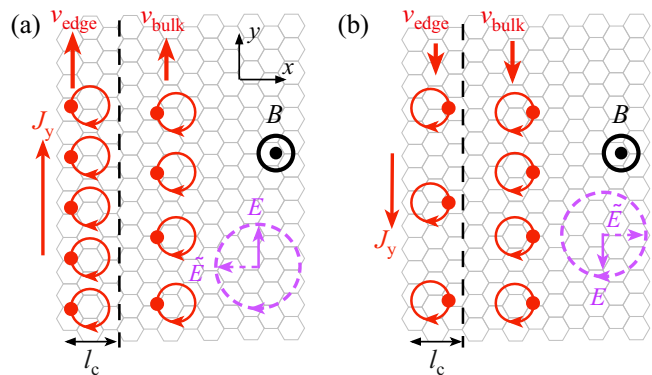 (a)
v_edge
v_bulk
y
x
B
J_y
E
Ẽ
l_c
(b)
v_edge
v_bulk
B
J_y
Ẽ
E
l_c